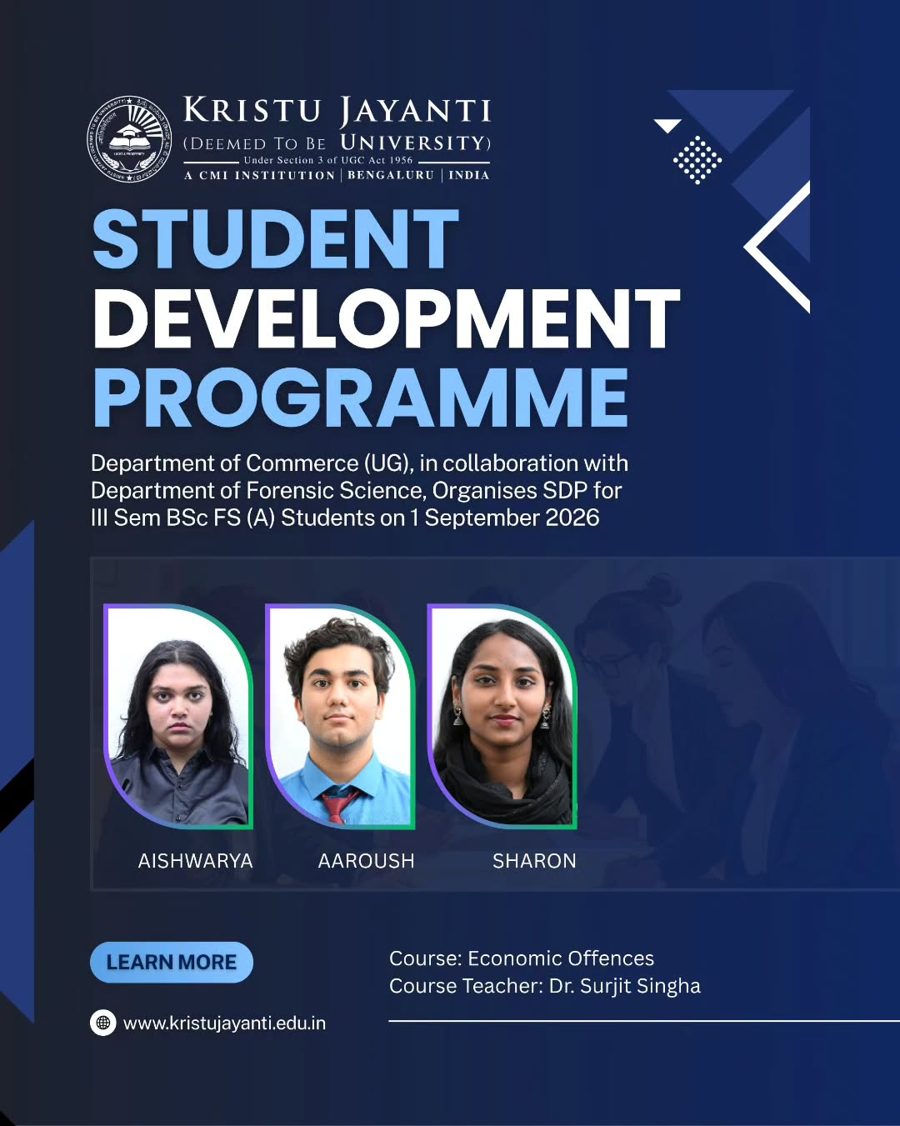 KRISTU JAYANTI
(DEEMED TO BE UNIVERSITY)
Under Section 3 of UGC Act 1956
A CMI INSTITUTION | BENGALURU | INDIA
STUDENT
DEVELOPMENT
PROGRAMME
Department of Commerce (UG), in collaboration with
Department of Forensic Science, Organises SDP for
III Sem BSc FS (A) Students on 1 September 2026
AISHWARYA AAROUSH SHARON
LEARN MORE
Course: Economic Offences
Course Teacher: Dr. Surjit Singha
www.kristujayanti.edu.in